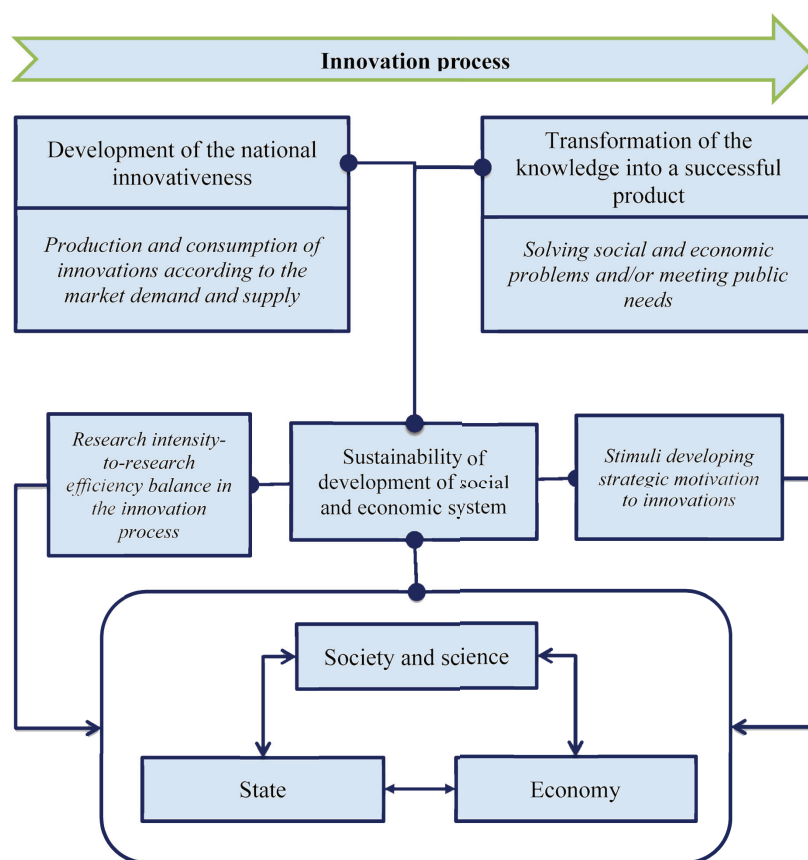 Innovation process
Development of the national
innovativeness
Production and consumption of
innovations according to the
market demand and supply
Transformation of the
knowledge into a successful
product
Solving social and economic
problems and/or meeting public
needs
Research intensity-
to-research
efficiency balance in
the innovation
process
Sustainability of
development of social
and economic system
Stimuli developing
strategic motivation
to innovations
Society and science
State
Economy